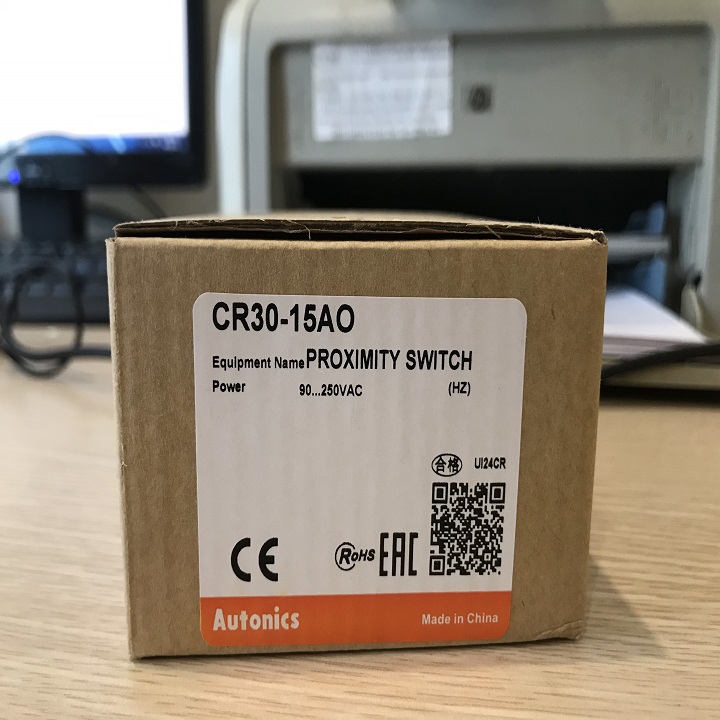 CR30-15AO
Equipment Name PROXIMITY SWITCH
Power 90...250VAC (HZ)
合格 UI24CR
CE RoHS EAC
Autonics Made in China
hp